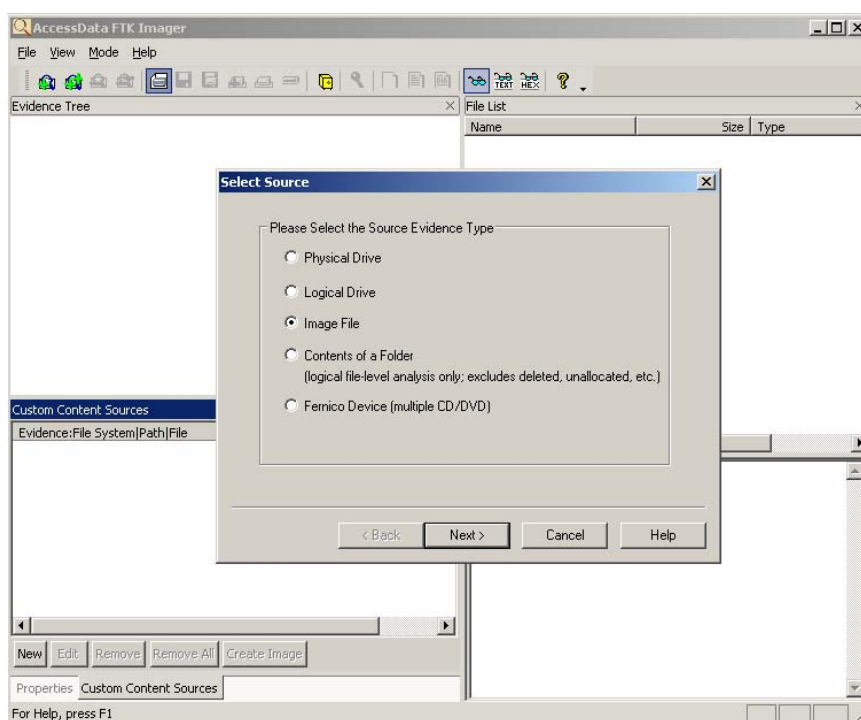 AccessData FTK Imager
File View Mode Help
TEXT HEX ?
Evidence Tree
File List
Name Size Type
Select Source
Please Select the Source Evidence Type
Physical Drive
Logical Drive
Image File
Contents of a Folder
(logical file-level analysis only; excludes deleted, unallocated, etc.)
Fernico Device (multiple CD/DVD)
< Back Next > Cancel Help
Custom Content Sources
Evidence:File System|Path|File
New Edit Remove Remove All Create Image
Properties Custom Content Sources
For Help, press F1